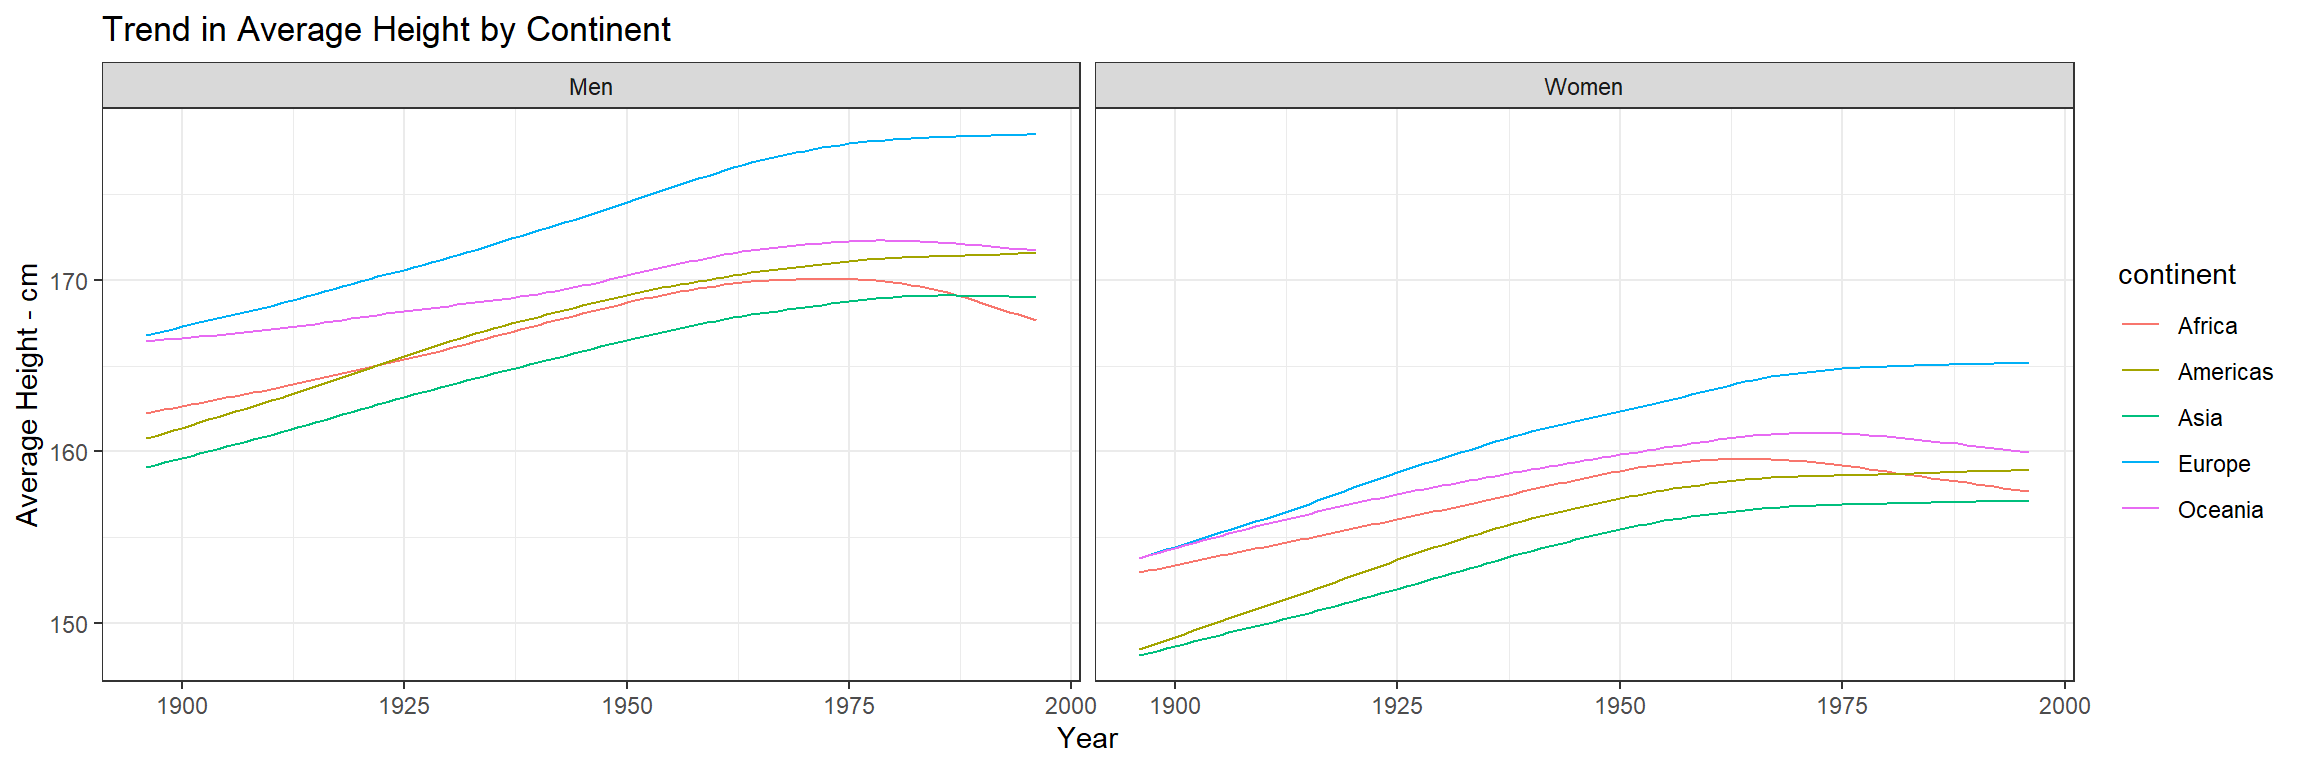 Trend in Average Height by Continent
Men
Women
Average Height - cm
170
160
150
1900
1925
1950
1975
2000
1900
1925
1950
1975
2000
Year
continent
Africa
Americas
Asia
Europe
Oceania